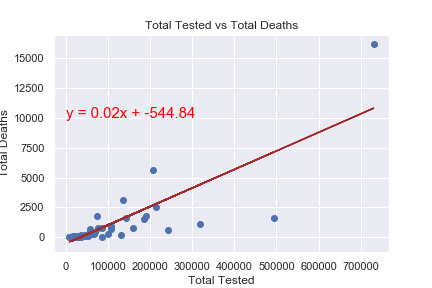 Total Tested vs Total Deaths
15000
12500
10000
7500
5000
2500
0
Total Deaths
y = 0.02x + -544.84
0 100000 200000 300000 400000 500000 600000 700000
Total Tested